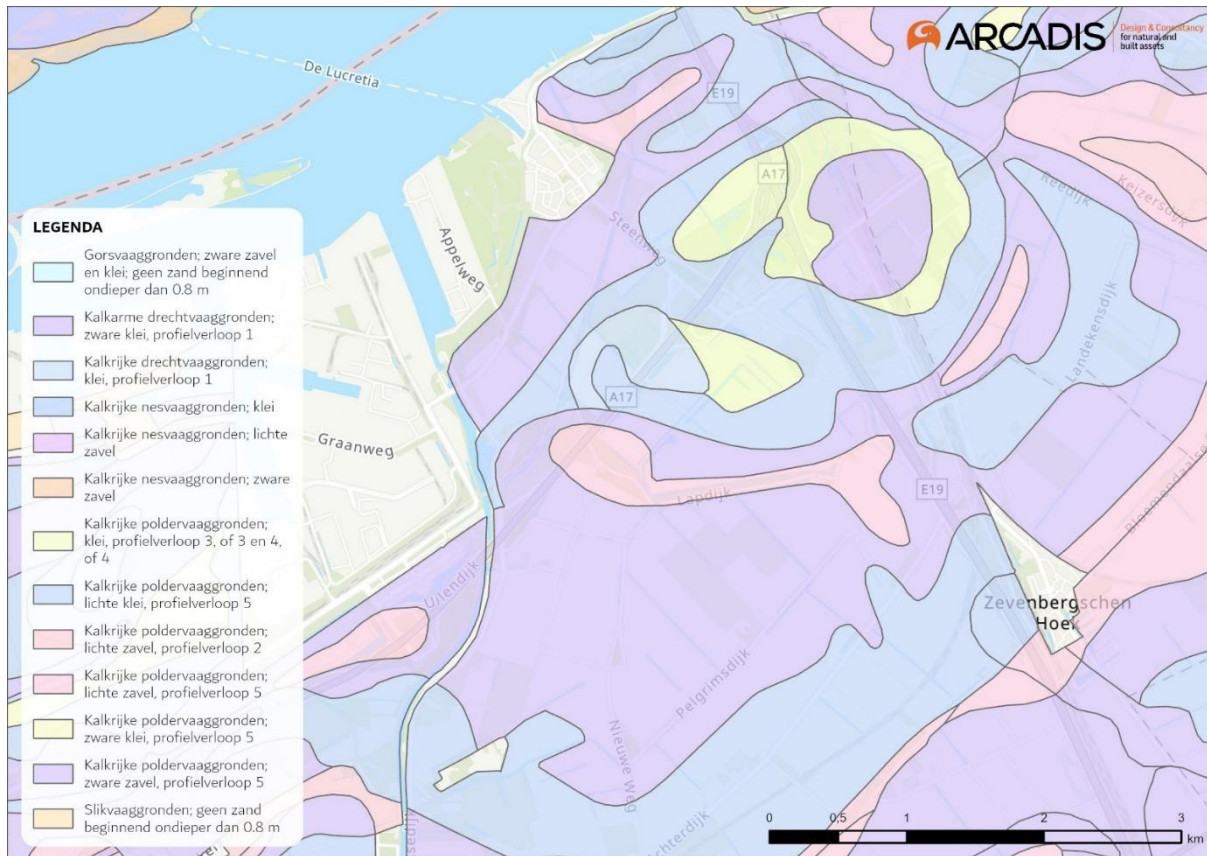 ARCADIS
Design & Consultancy
for natural and
built assets
De Lucretia
E19
A17
Reedijk
Keizersdijk
Steenweg
Appelweg
Landekensdijk
LEGENDA
Gorsvaaggronden; zware zavel
en klei; geen zand beginnend
ondieper dan 0.8 m
Kalkarme drechtvaaggronden;
zware klei, profielverloop 1
Kalkrijke drechtvaaggronden;
klei, profielverloop 1
Kalkrijke nesvaaggronden; klei
Kalkrijke nesvaaggronden; lichte
zavel
Kalkrijke nesvaaggronden; zware
zavel
Kalkrijke poldervaaggronden;
klei, profielverloop 3, of 3 en 4,
of 4
Kalkrijke poldervaaggronden;
lichte klei, profielverloop 5
Kalkrijke poldervaaggronden;
lichte zavel, profielverloop 2
Kalkrijke poldervaaggronden;
lichte zavel, profielverloop 5
Kalkrijke poldervaaggronden;
zware klei, profielverloop 5
Kalkrijke poldervaaggronden;
zware zavel, profielverloop 5
Slikvaaggronden; geen zand
beginnend ondieper dan 0.8 m
A17
Graanweg
Lapdijk
E19
Uilendijk
Zevenbergschen
Hoek
Pelgrimsdijk
Nieuwe Weg
0 0,5 1 2 3
km